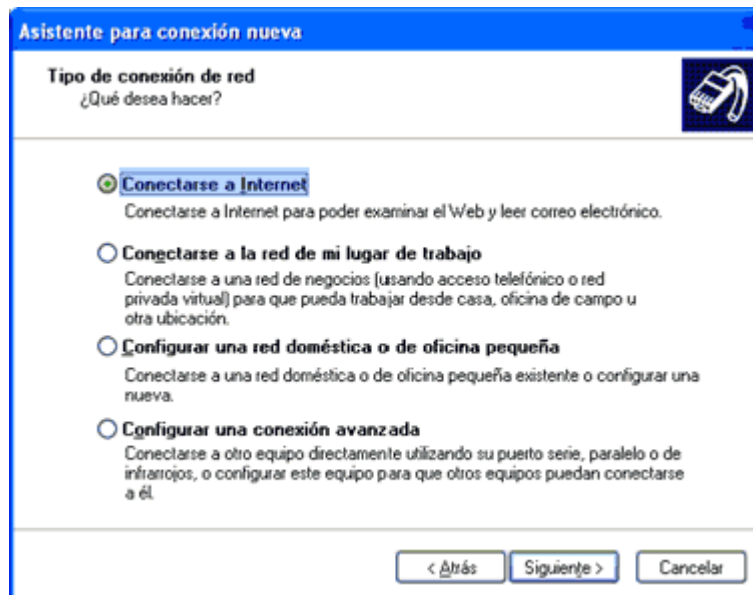 Asistente para conexión nueva
Tipo de conexión de red
¿Qué desea hacer?
Conectarse a Internet
Conectarse a Internet para poder examinar el Web y leer correo electrónico.
Conectarse a la red de mi lugar de trabajo
Conectarse a una red de negocios (usando acceso telefónico o red
privada virtual) para que pueda trabajar desde casa, oficina de campo u
otra ubicación.
Configurar una red doméstica o de oficina pequeña
Conectarse a una red doméstica o de oficina pequeña existente o configurar una
nueva.
Configurar una conexión avanzada
Conectarse a otro equipo directamente utilizando su puerto serie, paralelo o de
infrarrojos, o configurar este equipo para que otros equipos puedan conectarse
a él.
< Atrás Siguiente > Cancelar